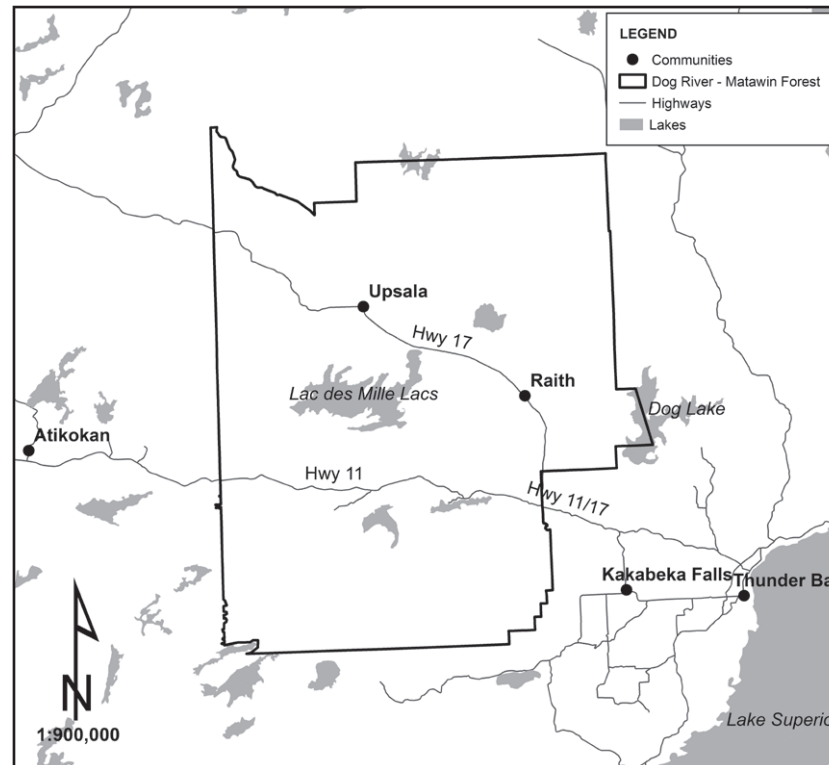 LEGEND
Communities
Dog River - Matawin Forest
Highways
Lakes
Upsala
Hwy 17
Raith
Lac des Mille Lacs
Dog Lake
Atikokan
Hwy 11
Hwy 11/17
Kakabeka Falls
Thunder Ba
Lake Superio
N
1:900,000